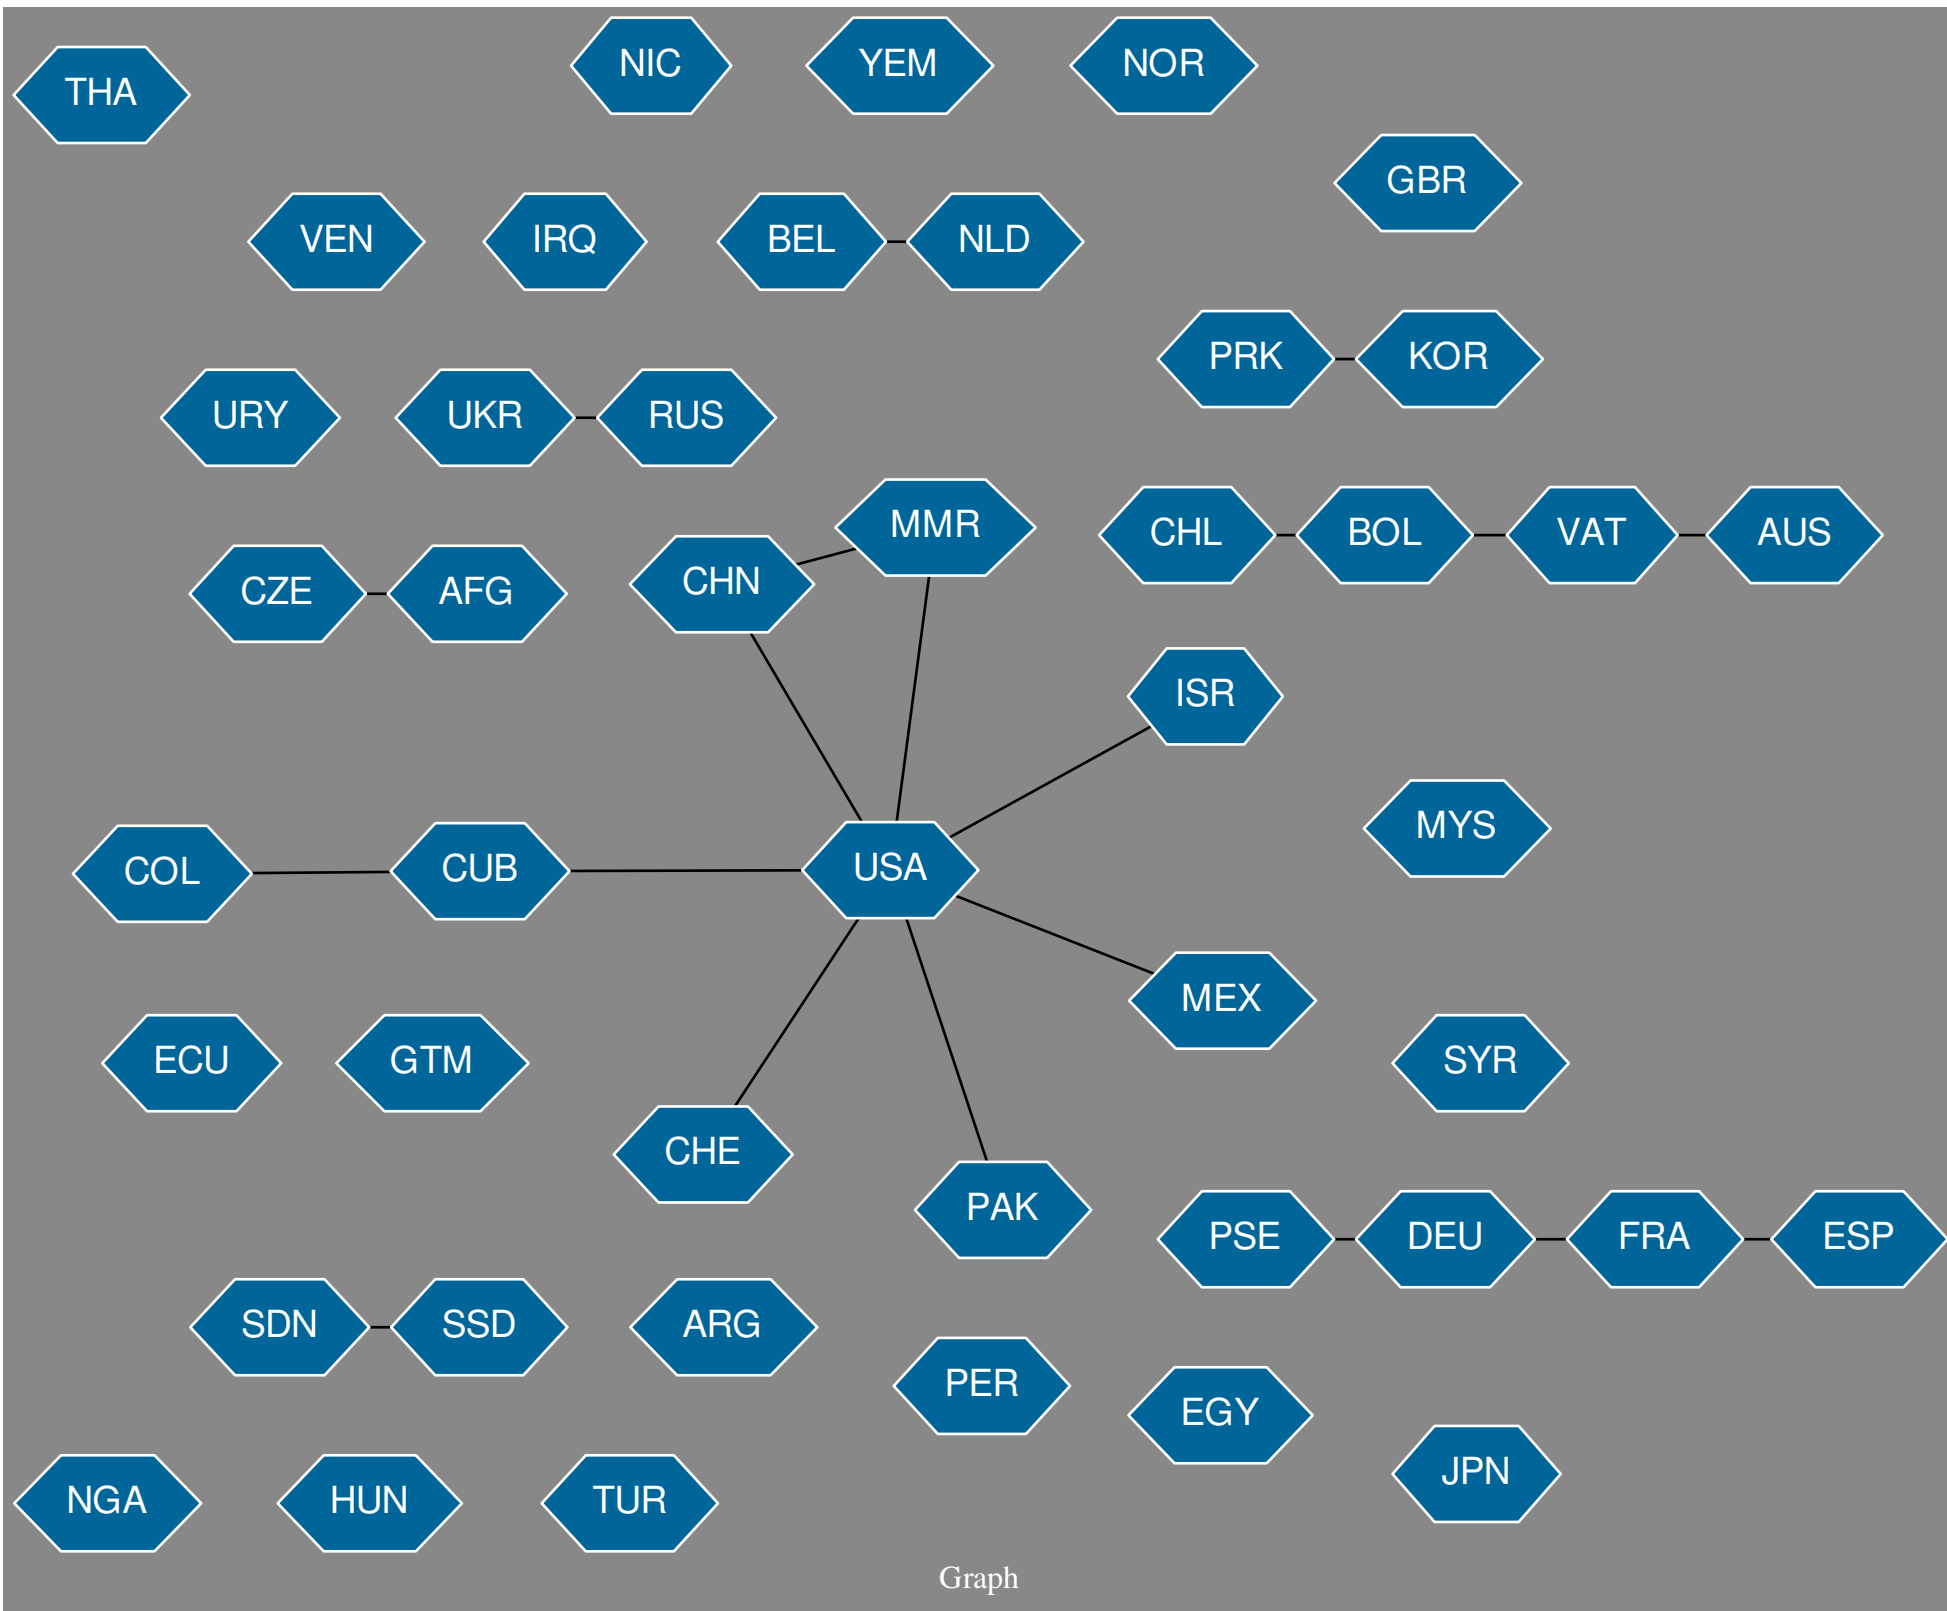 NIC
YEM
NOR
THA
GBR
VEN
IRQ
BEL
NLD
PRK
KOR
URY
UKR
RUS
MMR
CHL
BOL
VAT
AUS
CHN
CZE
AFG
ISR
MYS
COL
CUB
USA
MEX
ECU
GTM
SYR
CHE
PAK
PSE
DEU
FRA
ESP
SDN
SSD
ARG
PER
EGY
JPN
NGA
HUN
TUR
Graph